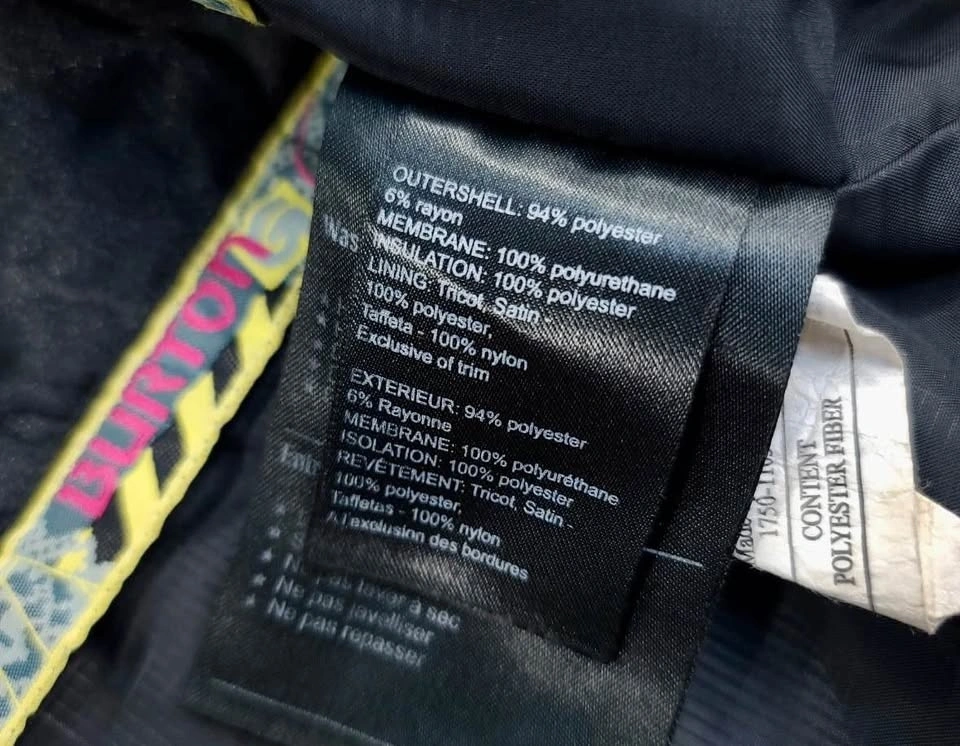 BURTON
OUTERSHELL: 94% polyester
6% rayon
MEMBRANE: 100% polyurethane
INSULATION: 100% polyester
LINING: Tricot, Satin -
100% polyester,
Taffeta - 100% nylon
Exclusive of trim
EXTERIEUR: 94% polyester
6% Rayonne
MEMBRANE: 100% polyuréthane
ISOLATION: 100% polyester
REVÉTEMENT: Tricot, Satin -
100% polyester,
Taffetas - 100% nylon
A l exclusion des bordures
Was
★ Ne pas laver à sec
★ Ne pas javelliser
★ Ne pas repasser
Made
CONTENT
POLYESTER FIBER